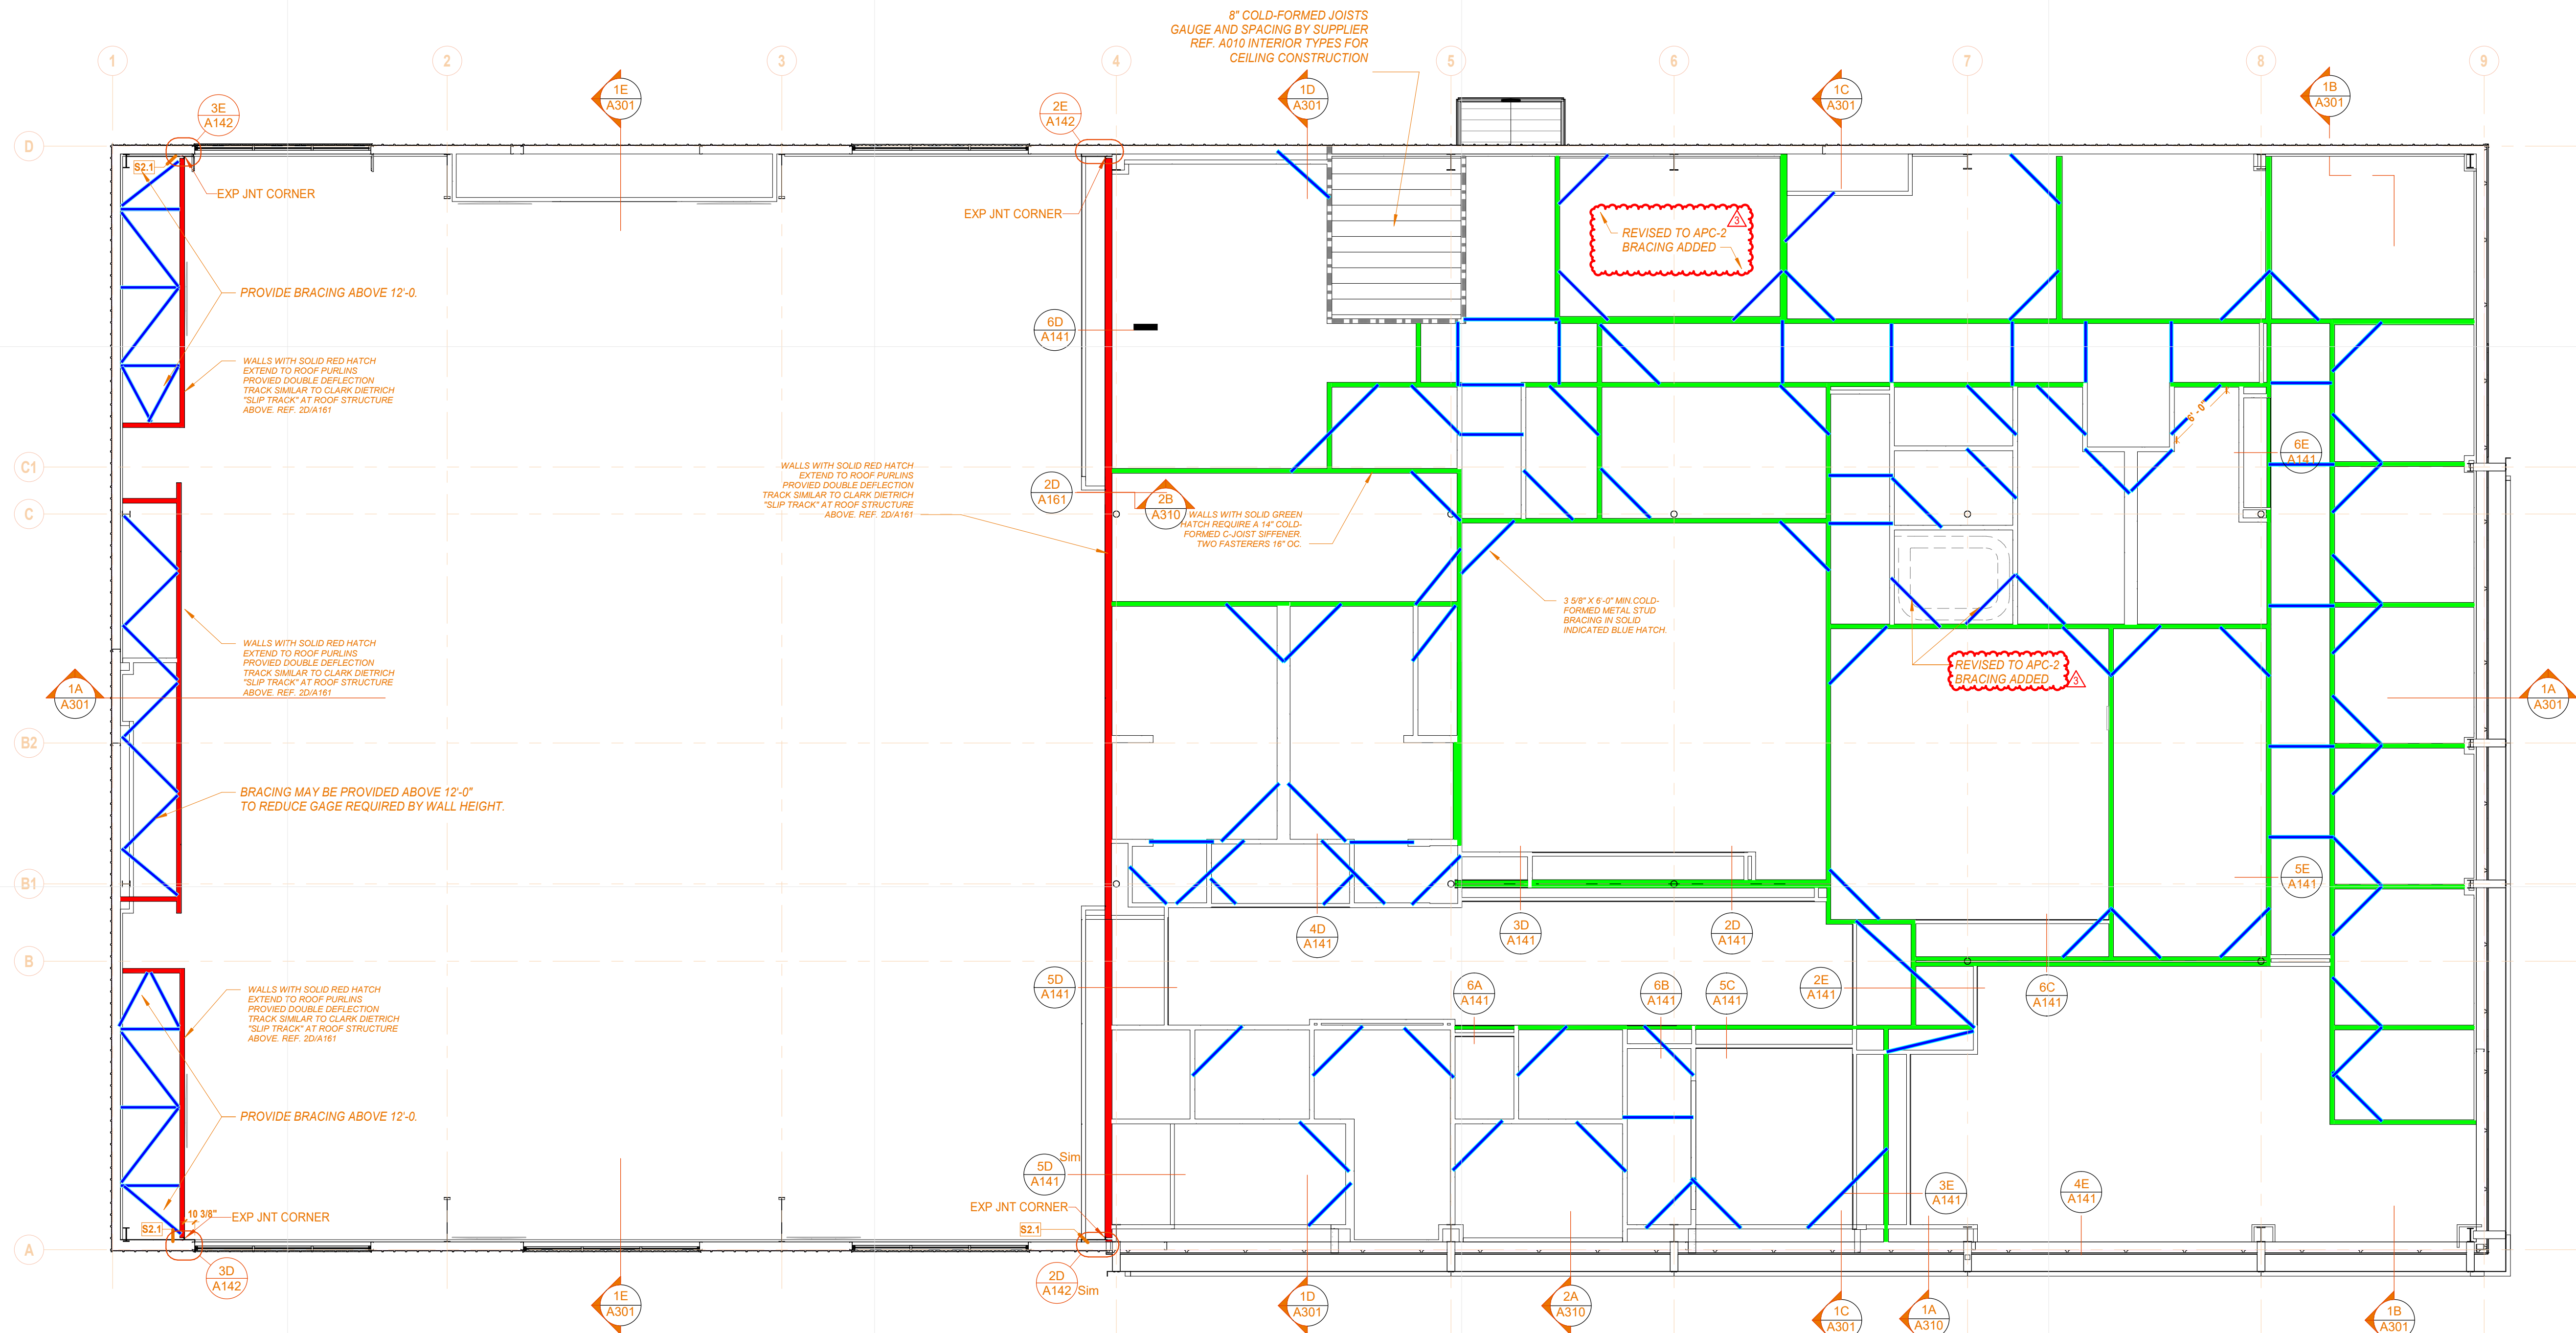 8" COLD-FORMED JOISTS
GAUGE AND SPACING BY SUPPLIER
REF. A010 INTERIOR TYPES FOR
CEILING CONSTRUCTION
1
2
3
4
5
6
7
8
9
3E
A142
1E
A301
2E
A142
1D
A301
1C
A301
1B
A301
D
S2.1
EXP JNT CORNER
EXP JNT CORNER
REVISED TO APC-2
BRACING ADDED
3
PROVIDE BRACING ABOVE 12'-0.
6D
A141
WALLS WITH SOLID RED HATCH
EXTEND TO ROOF PURLINS
PROVIED DOUBLE DEFLECTION
TRACK SIMILAR TO CLARK DIETRICH
"SLIP TRACK" AT ROOF STRUCTURE
ABOVE. REF. 2D/A161
6' - 0"
6E
A141
C1
WALLS WITH SOLID RED HATCH
EXTEND TO ROOF PURLINS
PROVIED DOUBLE DEFLECTION
TRACK SIMILAR TO CLARK DIETRICH
"SLIP TRACK" AT ROOF STRUCTURE
ABOVE. REF. 2D/A161
2D
A161
2B
A310
C
WALLS WITH SOLID GREEN
HATCH REQUIRE A 14" COLD-
FORMED C-JOIST SIFFENER.
TWO FASTERERS 16" OC.
3 5/8" X 6'-0" MIN.COLD-
FORMED METAL STUD
BRACING IN SOLID
INDICATED BLUE HATCH.
WALLS WITH SOLID RED HATCH
EXTEND TO ROOF PURLINS
PROVIED DOUBLE DEFLECTION
TRACK SIMILAR TO CLARK DIETRICH
"SLIP TRACK" AT ROOF STRUCTURE
ABOVE. REF. 2D/A161
REVISED TO APC-2
BRACING ADDED
3
1A
A301
1A
A301
B2
BRACING MAY BE PROVIDED ABOVE 12'-0"
TO REDUCE GAGE REQUIRED BY WALL HEIGHT.
B1
5E
A141
4D
A141
3D
A141
2D
A141
B
WALLS WITH SOLID RED HATCH
EXTEND TO ROOF PURLINS
PROVIED DOUBLE DEFLECTION
TRACK SIMILAR TO CLARK DIETRICH
"SLIP TRACK" AT ROOF STRUCTURE
ABOVE. REF. 2D/A161
5D
A141
6A
A141
6B
A141
5C
A141
2E
A141
6C
A141
PROVIDE BRACING ABOVE 12'-0.
5D
A141
Sim
3E
A141
4E
A141
10 3/8"
EXP JNT CORNER
S2.1
EXP JNT CORNER
S2.1
A
3D
A142
1E
A301
2D
A142
Sim
1D
A301
2A
A310
1C
A301
1A
A310
1B
A301